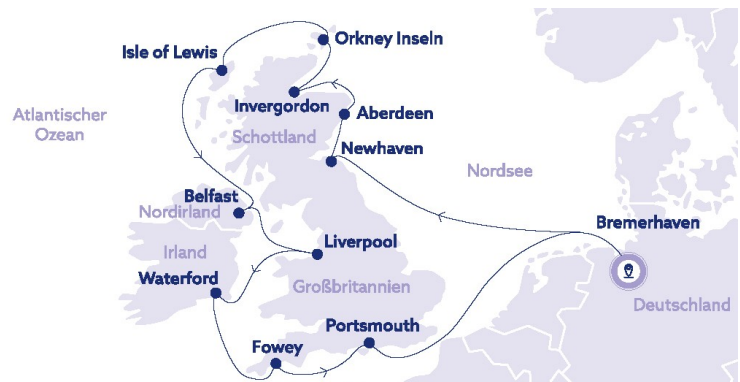 Orkney Inseln
Isle of Lewis
Invergordon
Atlantischer
Ozean
Aberdeen
Schottland
Newhaven
Nordsee
Belfast
Nordirland
Bremerhaven
Liverpool
Irland
Waterford
Großbritannien
Deutschland
Portsmouth
Fowey